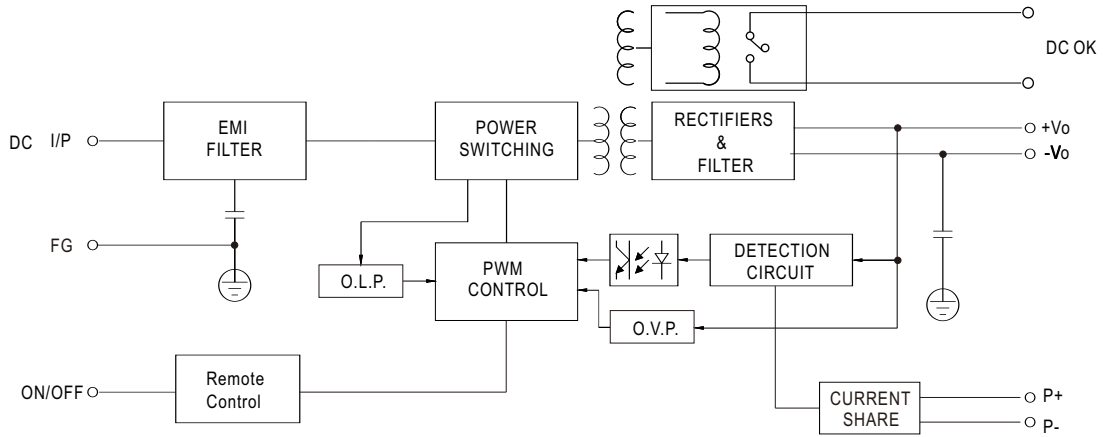 DC OK
EMI
FILTER
POWER
SWITCHING
RECTIFIERS
&
FILTER
DC I/P
+Vo
-Vo
FG
O.L.P.
PWM
CONTROL
DETECTION
CIRCUIT
O.V.P.
ON/OFF
Remote
Control
CURRENT
SHARE
P+
P-